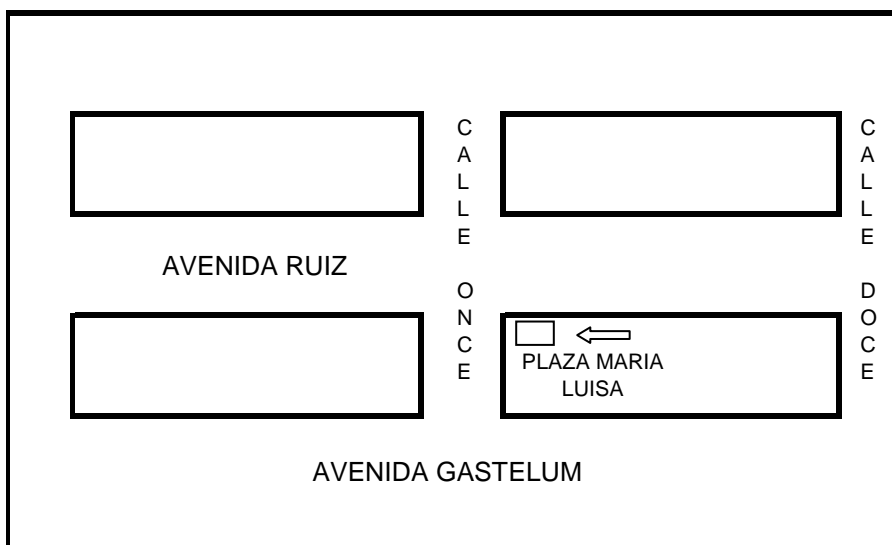 CALLE ONCE
CALLE DOCE
AVENIDA RUIZ
PLAZA MARIA
LUISA
AVENIDA GASTELUM